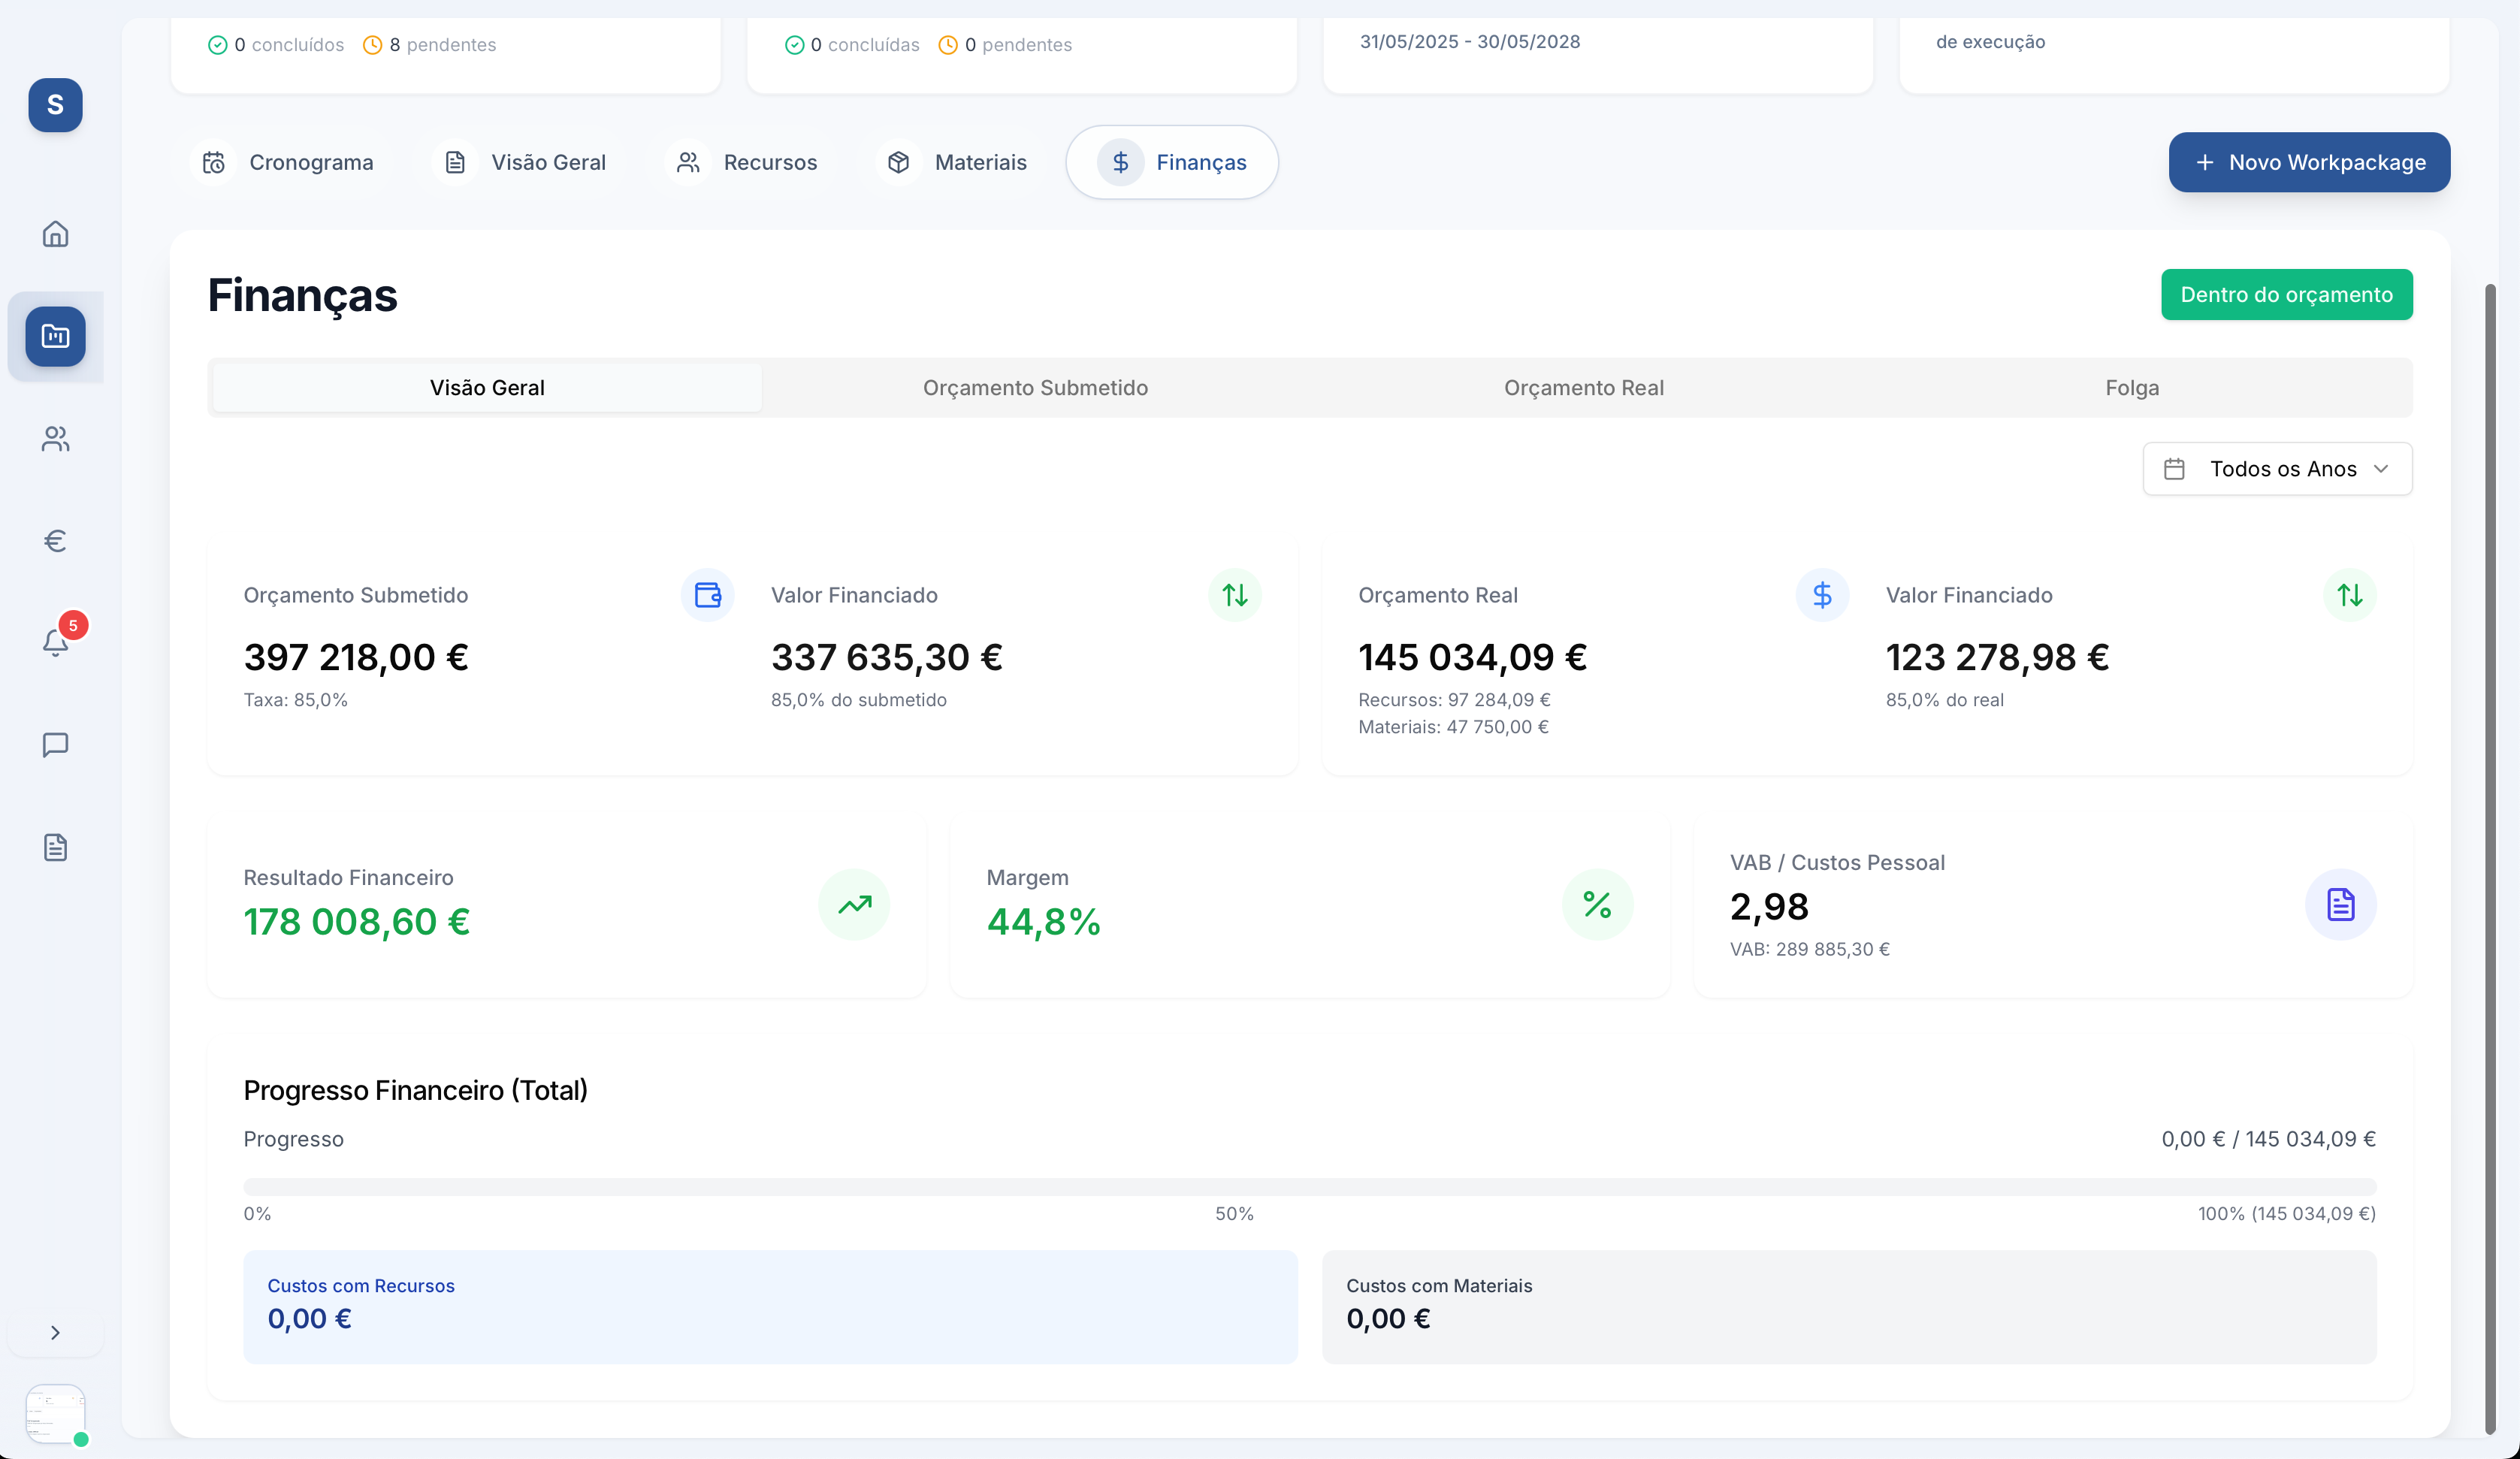 0 concluídos 8 pendentes
0 concluídas 0 pendentes
31/05/2025 - 30/05/2028
de execução
S
Cronograma
Visão Geral
Recursos
Materiais
Finanças
Novo Workpackage
Finanças
Dentro do orçamento
Visão Geral
Orçamento Submetido
Orçamento Real
Folga
Todos os Anos
5
Orçamento Submetido
397 218,00 €
Taxa: 85,0%
Valor Financiado
337 635,30 €
85,0% do submetido
Orçamento Real
145 034,09 €
Recursos: 97 284,09 €
Materiais: 47 750,00 €
Valor Financiado
123 278,98 €
85,0% do real
Resultado Financeiro
178 008,60 €
Margem
44,8%
VAB / Custos Pessoal
2,98
VAB: 289 885,30 €
Progresso Financeiro (Total)
Progresso
0,00 € / 145 034,09 €
0%
50%
100% (145 034,09 €)
Custos com Recursos
0,00 €
Custos com Materiais
0,00 €